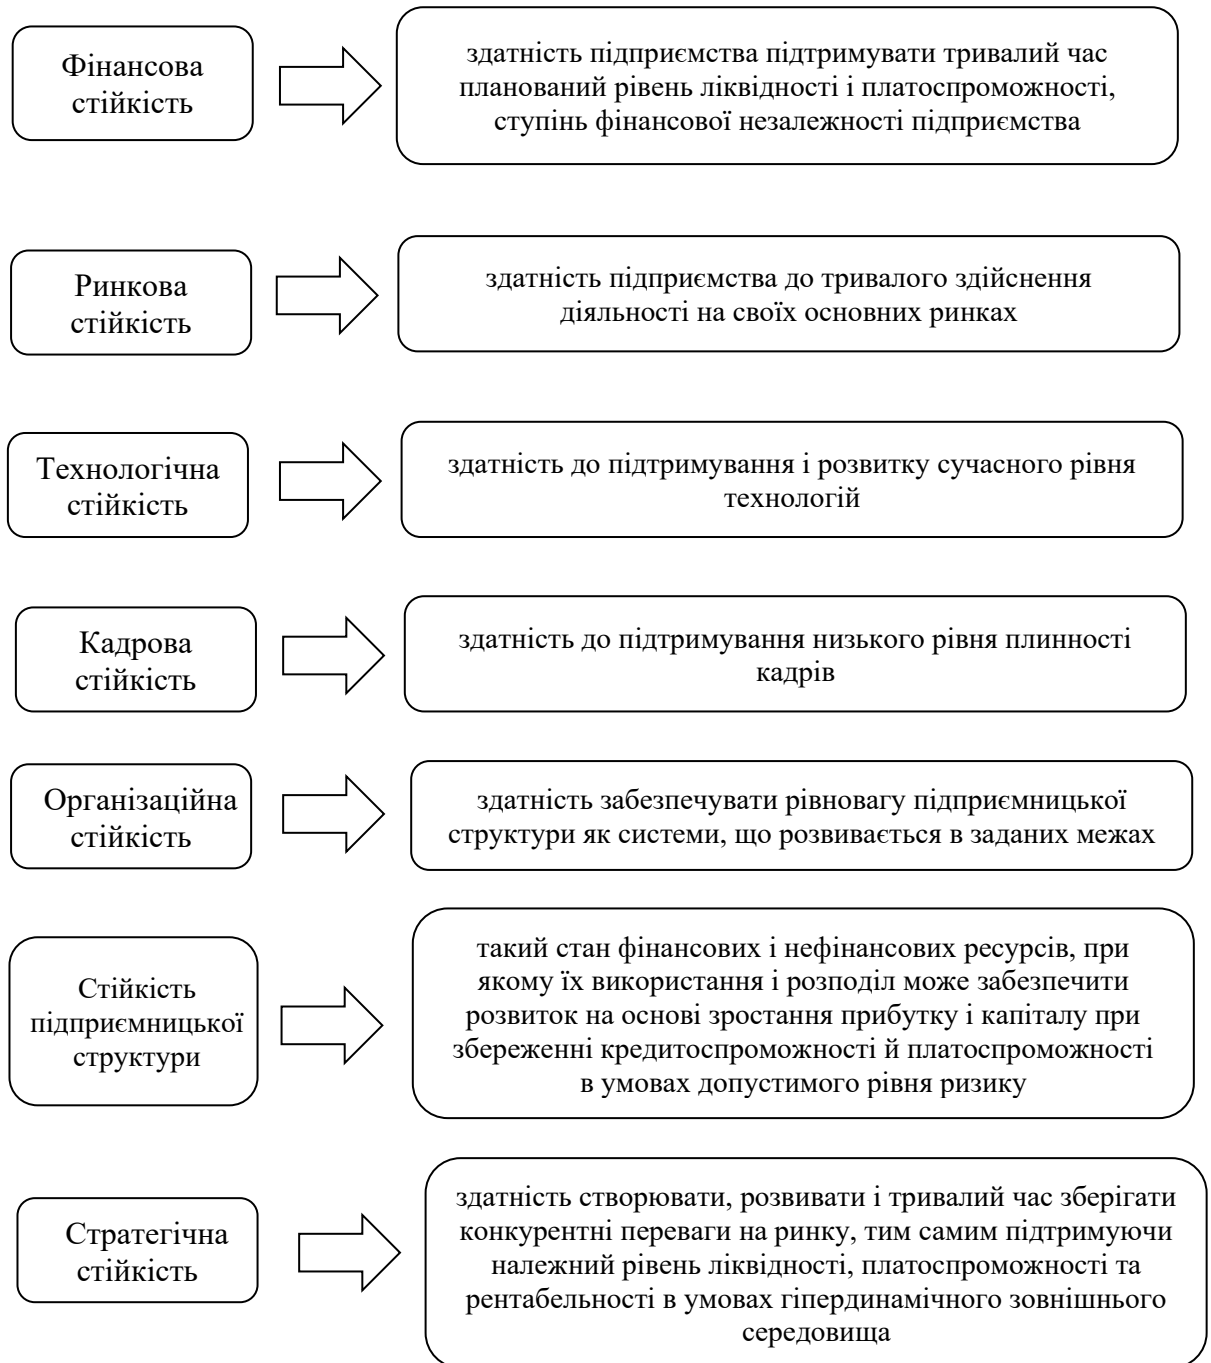 Фінансова
стійкість
здатність підприємства підтримувати тривалий час
планований рівень ліквідності і платоспроможності,
ступінь фінансової незалежності підприємства
Ринкова
стійкість
здатність підприємства до тривалого здійснення
діяльності на своїх основних ринках
Технологічна
стійкість
здатність до підтримування і розвитку сучасного рівня
технологій
Кадрова
стійкість
здатність до підтримування низького рівня плинності
кадрів
Організаційна
стійкість
здатність забезпечувати рівновагу підприємницької
структури як системи, що розвивається в заданих межах
Стійкість
підприємницької
структури
такий стан фінансових і нефінансових ресурсів, при
якому їх використання і розподіл може забезпечити
розвиток на основі зростання прибутку і капіталу при
збереженні кредитоспроможності й платоспроможності
в умовах допустимого рівня ризику
Стратегічна
стійкість
здатність створювати, розвивати і тривалий час зберігати
конкурентні переваги на ринку, тим самим підтримуючи
належний рівень ліквідності, платоспроможності та
рентабельності в умовах гіпердинамічного зовнішнього
середовища